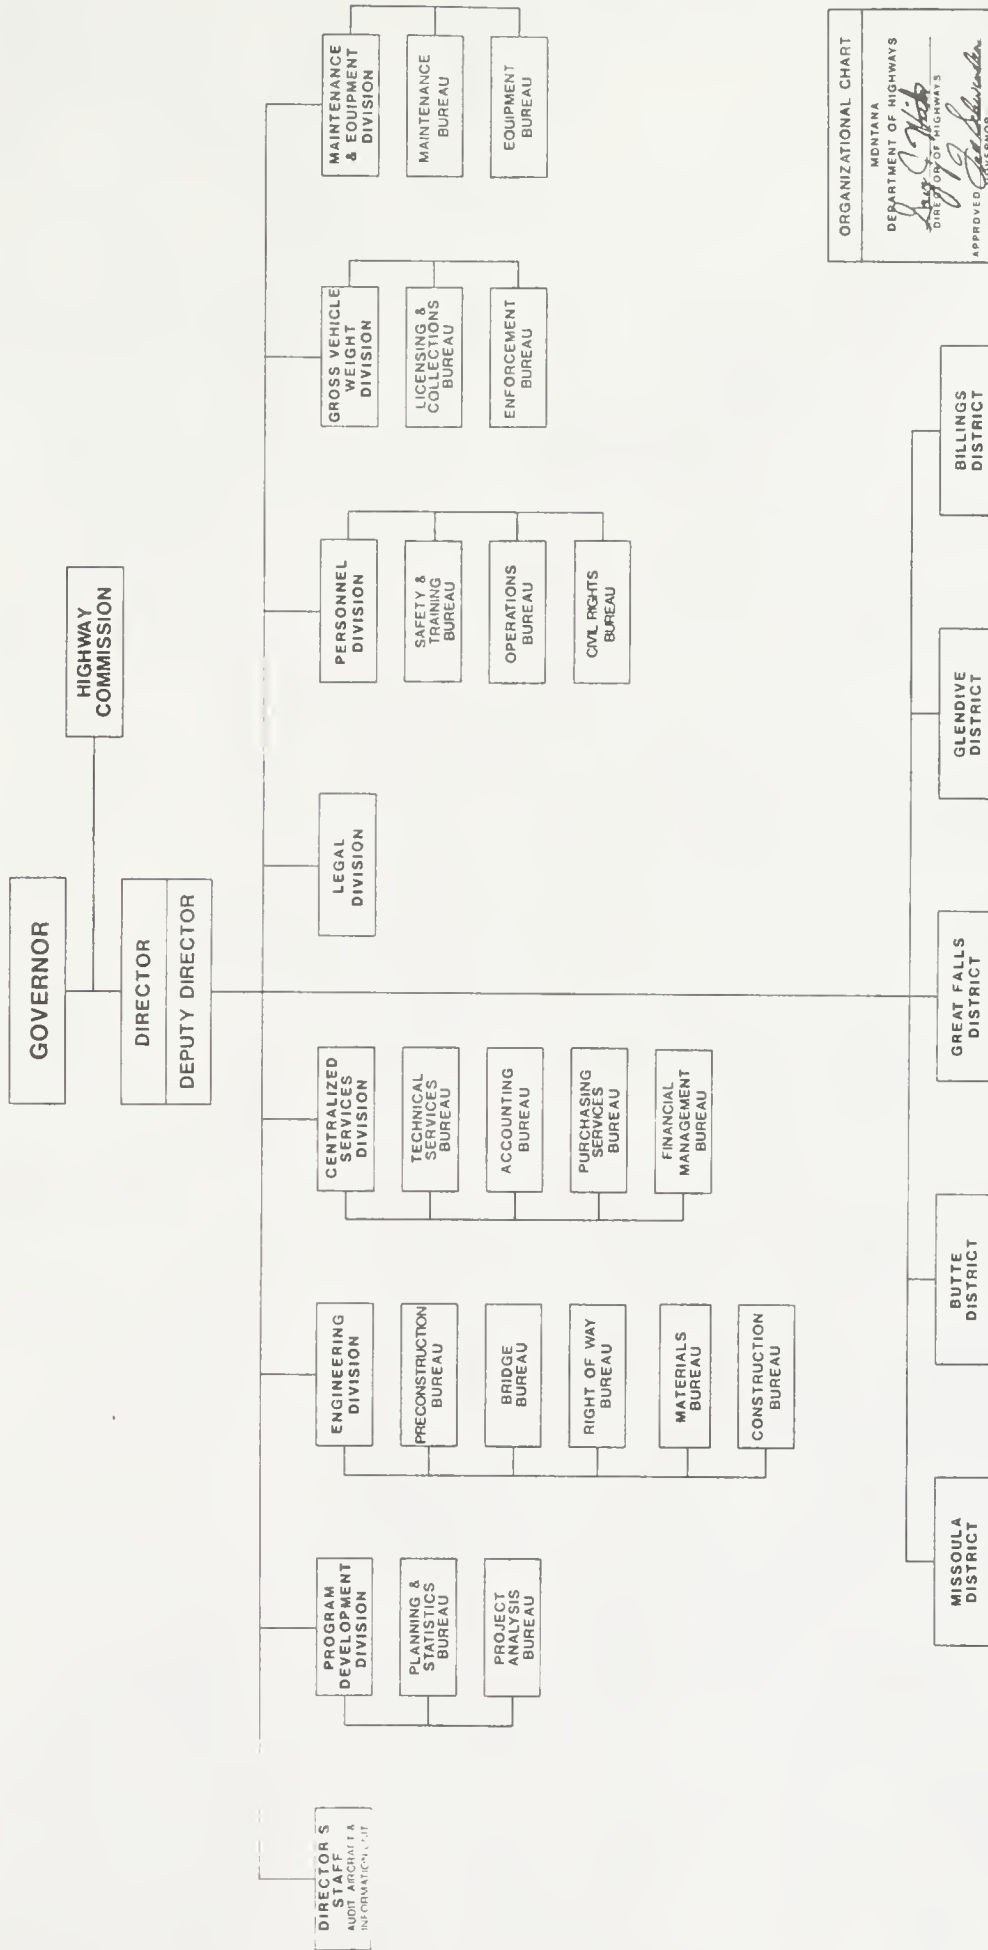 GOVERNOR
HIGHWAY
COMMISSION
DIRECTOR
DEPUTY DIRECTOR
DIRECTOR S
STAFF
AUDIT AIRCRAFT &
PROGRAM
DEVELOPMENT
DIVISION
PLANNING &
STATISTICS
BUREAU
PROJECT
ANALYSIS
BUREAU
ENGINEERING
DIVISION
PRECONSTRUCTION
BUREAU
BRIDGE
BUREAU
RIGHT OF WAY
BUREAU
MATERIALS
BUREAU
CONSTRUCTION
BUREAU
CENTRALIZED
SERVICES
DIVISION
TECHNICAL
SERVICES
BUREAU
ACCOUNTING
BUREAU
PURCHASING
SERVICES
BUREAU
FINANCIAL
MANAGEMENT
BUREAU
LEGAL
DIVISION
PERSONNEL
DIVISION
SAFETY &
TRAINING
BUREAU
OPERATIONS
BUREAU
CIVIL RIGHTS
BUREAU
GROSS VEHICLE
WEIGHT
DIVISION
LICENSING &
COLLECTIONS
BUREAU
ENFORCEMENT
BUREAU
MAINTENANCE
& EQUIPMENT
DIVISION
MAINTENANCE
BUREAU
EQUIPMENT
BUREAU
MISSOULA
DISTRICT
BUTTE
DISTRICT
GREAT FALLS
DISTRICT
GLENDIVE
DISTRICT
BILLINGS
DISTRICT
ORGANIZATIONAL CHART
MONTANA
DEPARTMENT OF HIGHWAYS
DIRECTOR OF HIGHWAYS
APPROVED
GOVERNOR